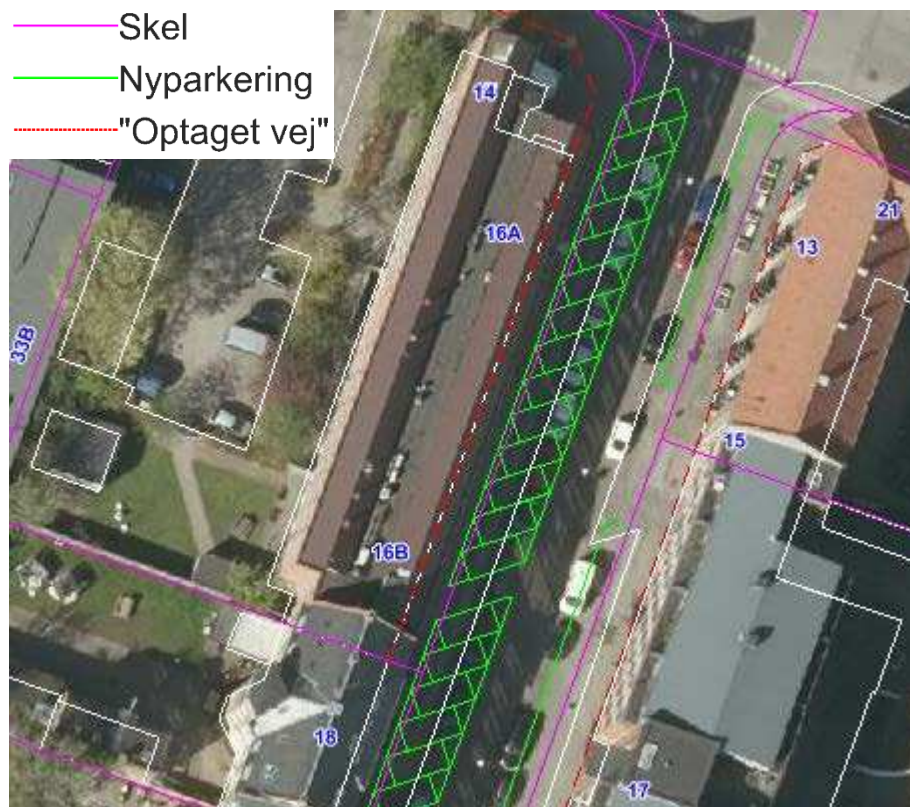 Skel
Nyparkering
"Optaget vej"
14
16A
21
13
33B
15
16B
18
17